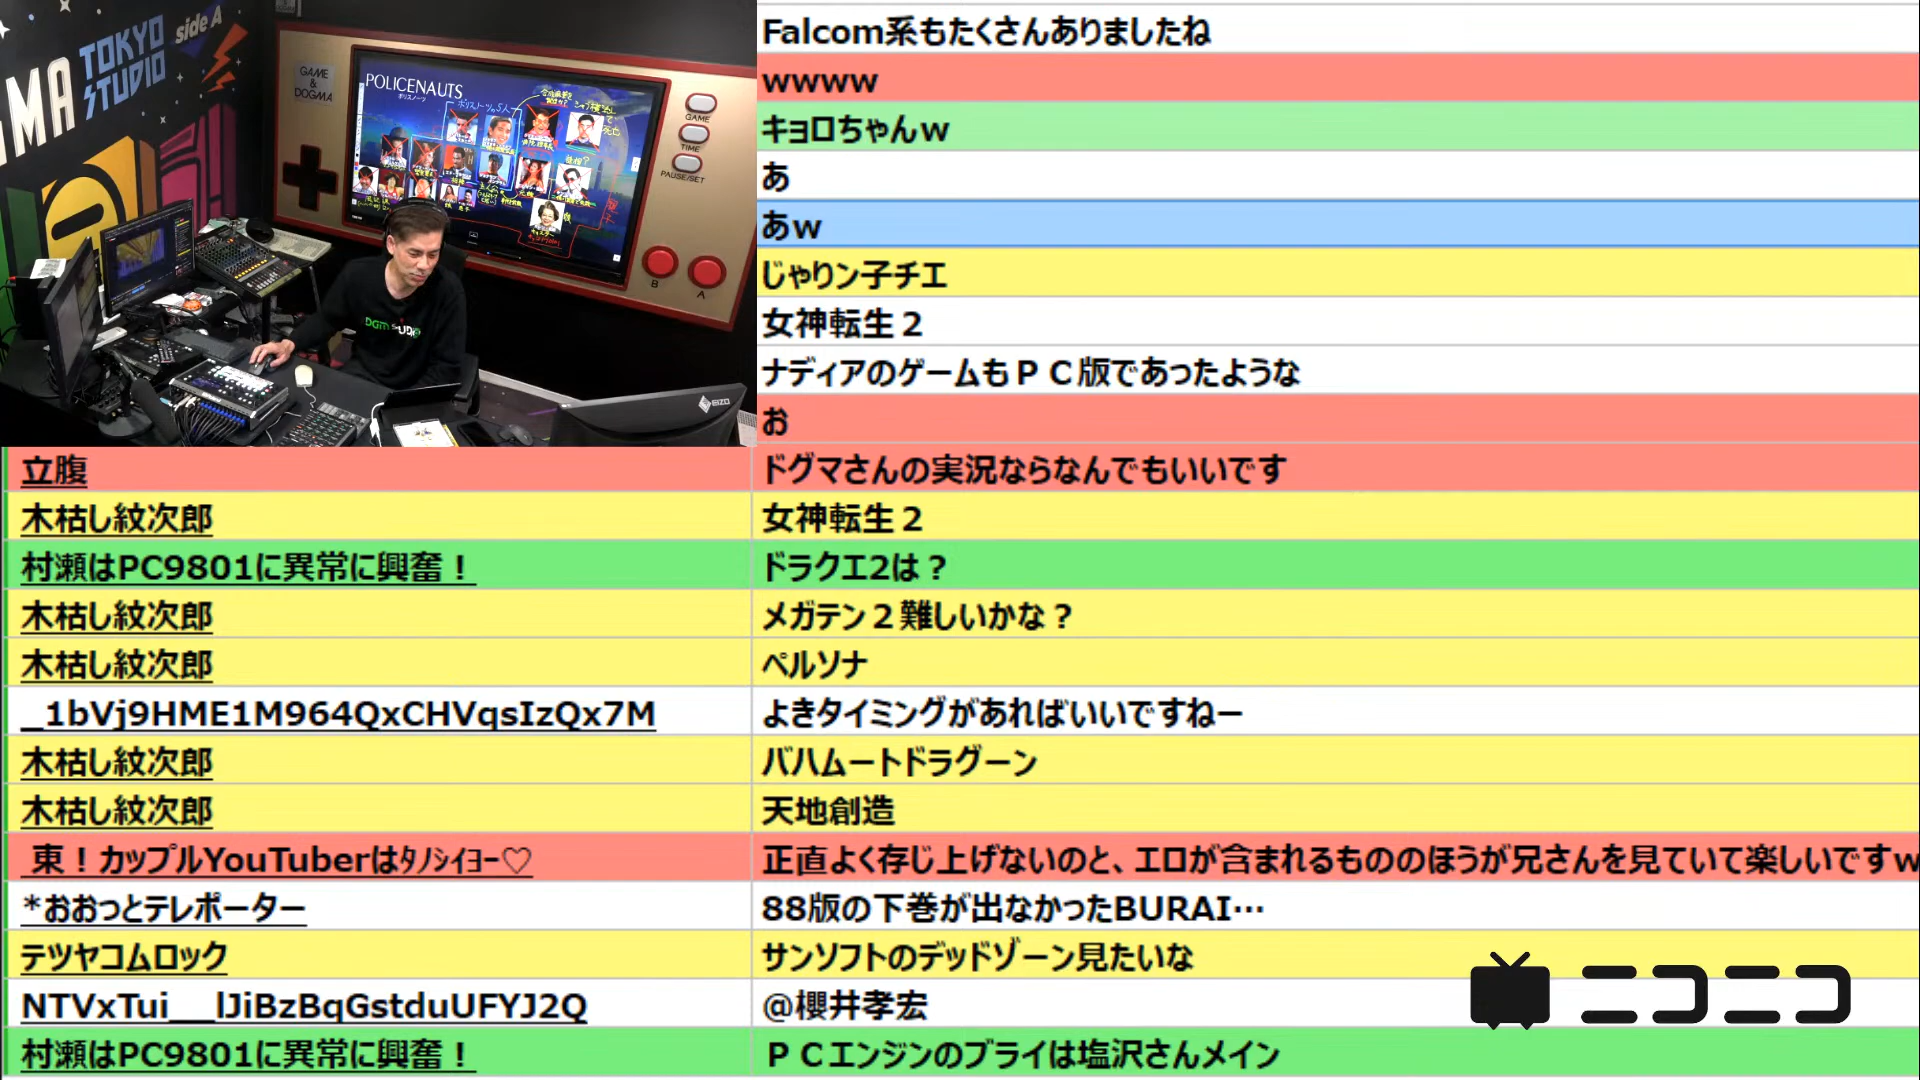 MA TOKYO STUDIO side A
GAME & DOGMA
POLICENAUTS
ポリスノーツ
GAME
TIME
PAUSE/SET
B
A
EIZO
Falcom系もたくさんありましたね
wwww
キョロちゃんw
あ
あw
じゃりン子チエ
女神転生２
ナディアのゲームもＰＣ版であったような
お
立腹 ドグマさんの実況ならなんでもいいです
木枯し紋次郎 女神転生２
村瀬はPC9801に異常に興奮！ ドラクエ2は？
木枯し紋次郎 メガテン２難しいかな？
木枯し紋次郎 ペルソナ
_1bVj9HME1M964QxCHVqsIzQx7M よきタイミングがあればいいですねー
木枯し紋次郎 バハムートドラグーン
木枯し紋次郎 天地創造
東！カップルYouTuberはﾀﾉｼｲﾖｰ♡ 正直よく存じ上げないのと、エロが含まれるもののほうが兄さんを見ていて楽しいですw
*おおっとテレポーター 88版の下巻が出なかったBURAI…
テツヤコムロック サンソフトのデッドゾーン見たいな
NTVxTui__lJiBzBqGstduUFYJ2Q @櫻井孝宏
村瀬はPC9801に異常に興奮！ ＰＣエンジンのブライは塩沢さんメイン
ニコニコ